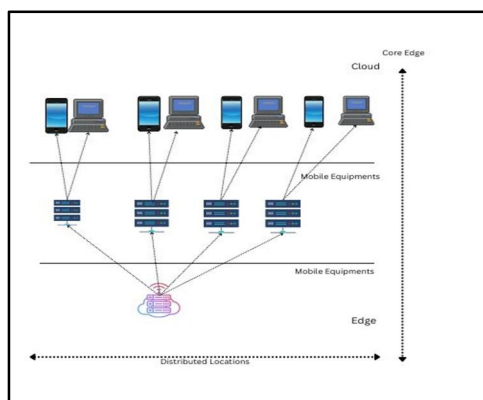 Core Edge
Cloud
Mobile Equipments
Mobile Equipments
Edge
Distributed Locations